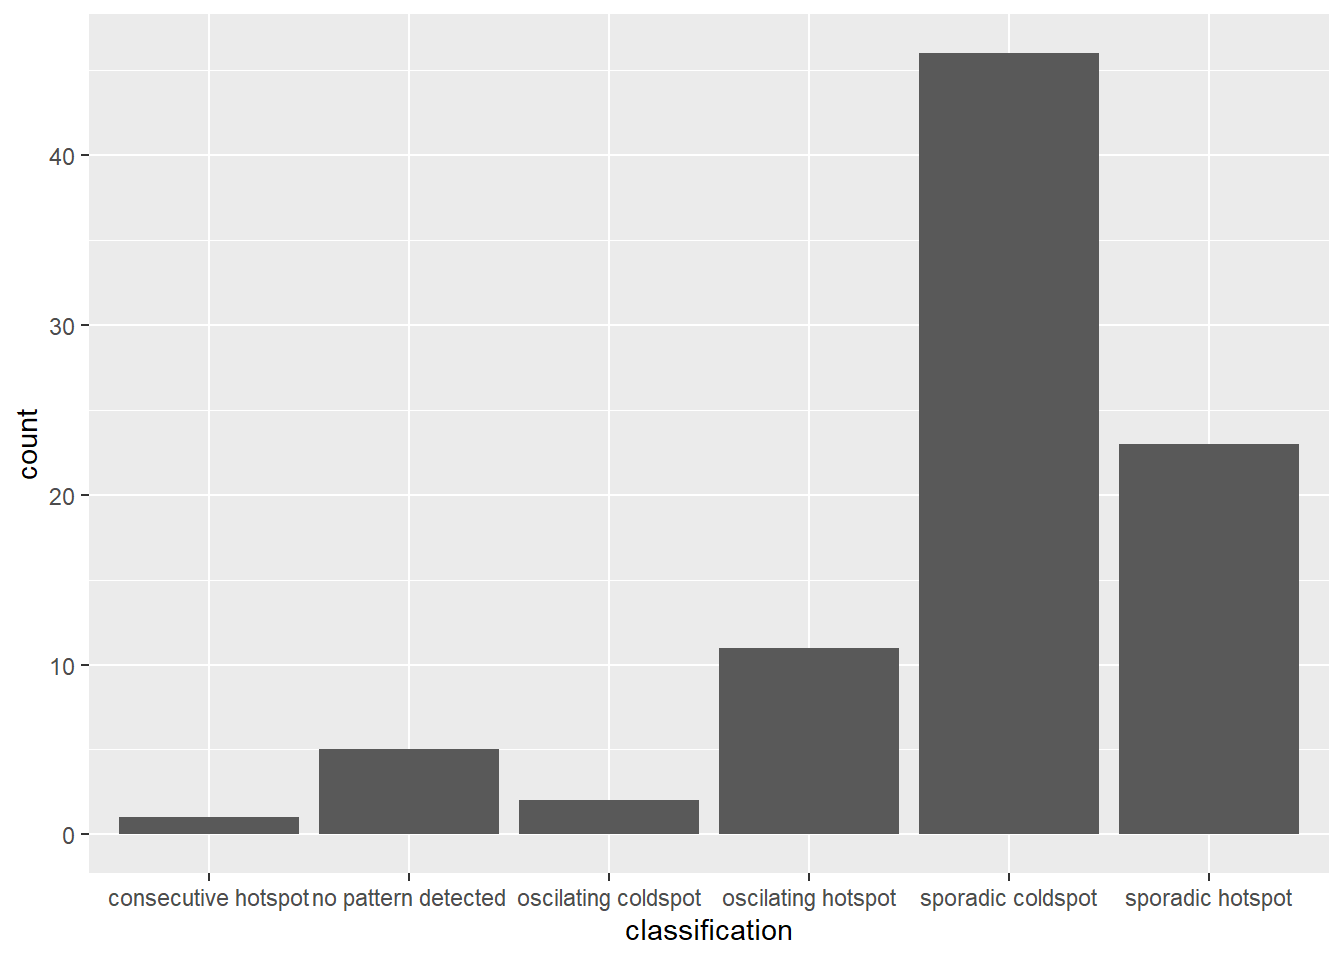 count
40
30
20
10
0
consecutive hotspot no pattern detected oscilating coldspot oscilating hotspot sporadic coldspot sporadic hotspot
classification